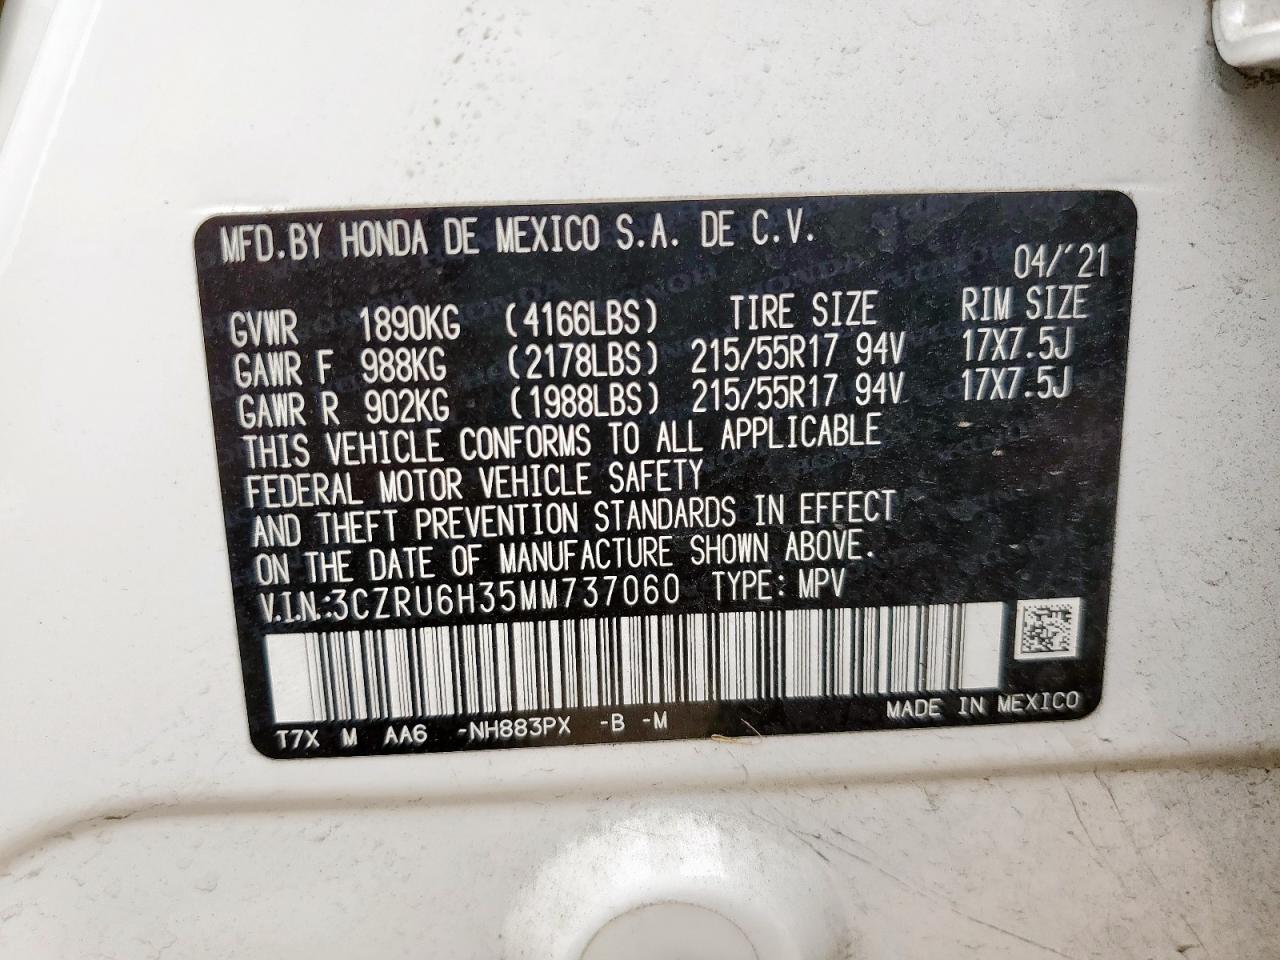 MFD.BY HONDA DE MEXICO S.A. DE C.V.
04/'21
GVWR 1890KG (4166LBS) TIRE SIZE RIM SIZE
GAWR F 988KG (2178LBS) 215/55R17 94V 17X7.5J
GAWR R 902KG (1988LBS) 215/55R17 94V 17X7.5J
THIS VEHICLE CONFORMS TO ALL APPLICABLE
FEDERAL MOTOR VEHICLE SAFETY
AND THEFT PREVENTION STANDARDS IN EFFECT
ON THE DATE OF MANUFACTURE SHOWN ABOVE.
V.I.N.:3CZRU6H35MM737060 TYPE: MPV
T7X M AA6 -NH883PX -B -M MADE IN MEXICO